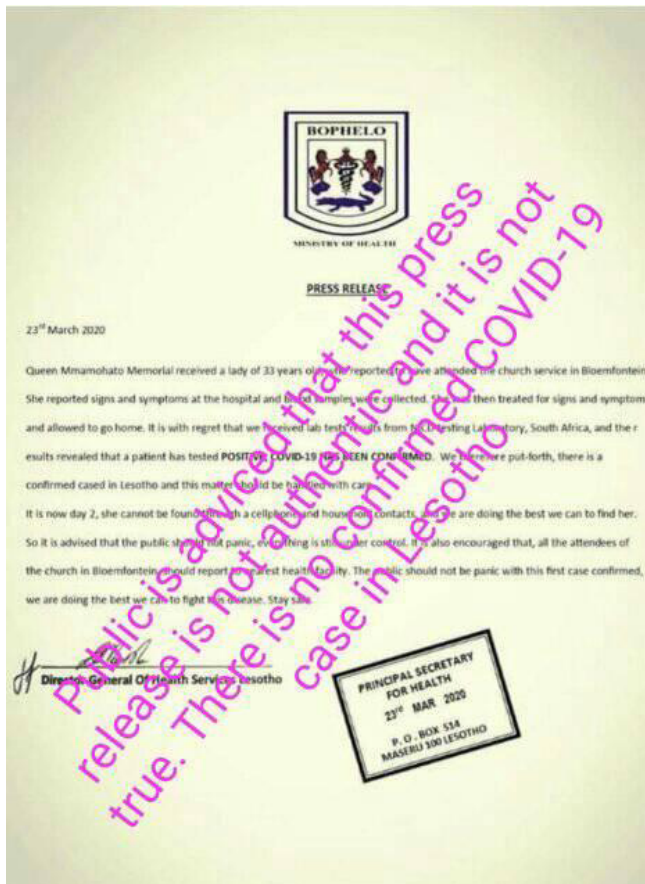 BOPHELO
MINISTRY OF HEALTH
PRESS RELEASE
23rd March 2020
Queen Mmamohato Memorial received a lady of 33 years old who reported to have attended the church service in Bloemfontein
She reported signs and symptoms at the hospital and blood samples were collected. She was then treated for signs and symptom
and allowed to go home. It is with regret that we received lab tests results from testing Laboratory, South Africa, and the r
esults revealed that a patient has tested POSITIVE, COVID-19 HAS BEEN CONFIRMED. We therefore put-forth, there is a
confirmed cased in Lesotho and this matter should be handled with care.
It is now day 2, she cannot be found through a cellphone and household contacts, and we are doing the best we can to find her.
So it is advised that the public should not panic, everything is still under control. It is also encouraged that, all the attendees of
the church in Bloemfontein should report to nearest health facility. The public should not be panic with this first case confirmed,
we are doing the best we can to fight this disease. Stay safe.
Director General Of Health Services Lesotho
PRINCIPAL SECRETARY
FOR HEALTH
23rd MAR 2020
P.O. BOX 514
MASERU 100 LESOTHO
Public is adviced that this press
release is not authentic and it is not
true. There is no confirmed COVID-19
case in Lesotho